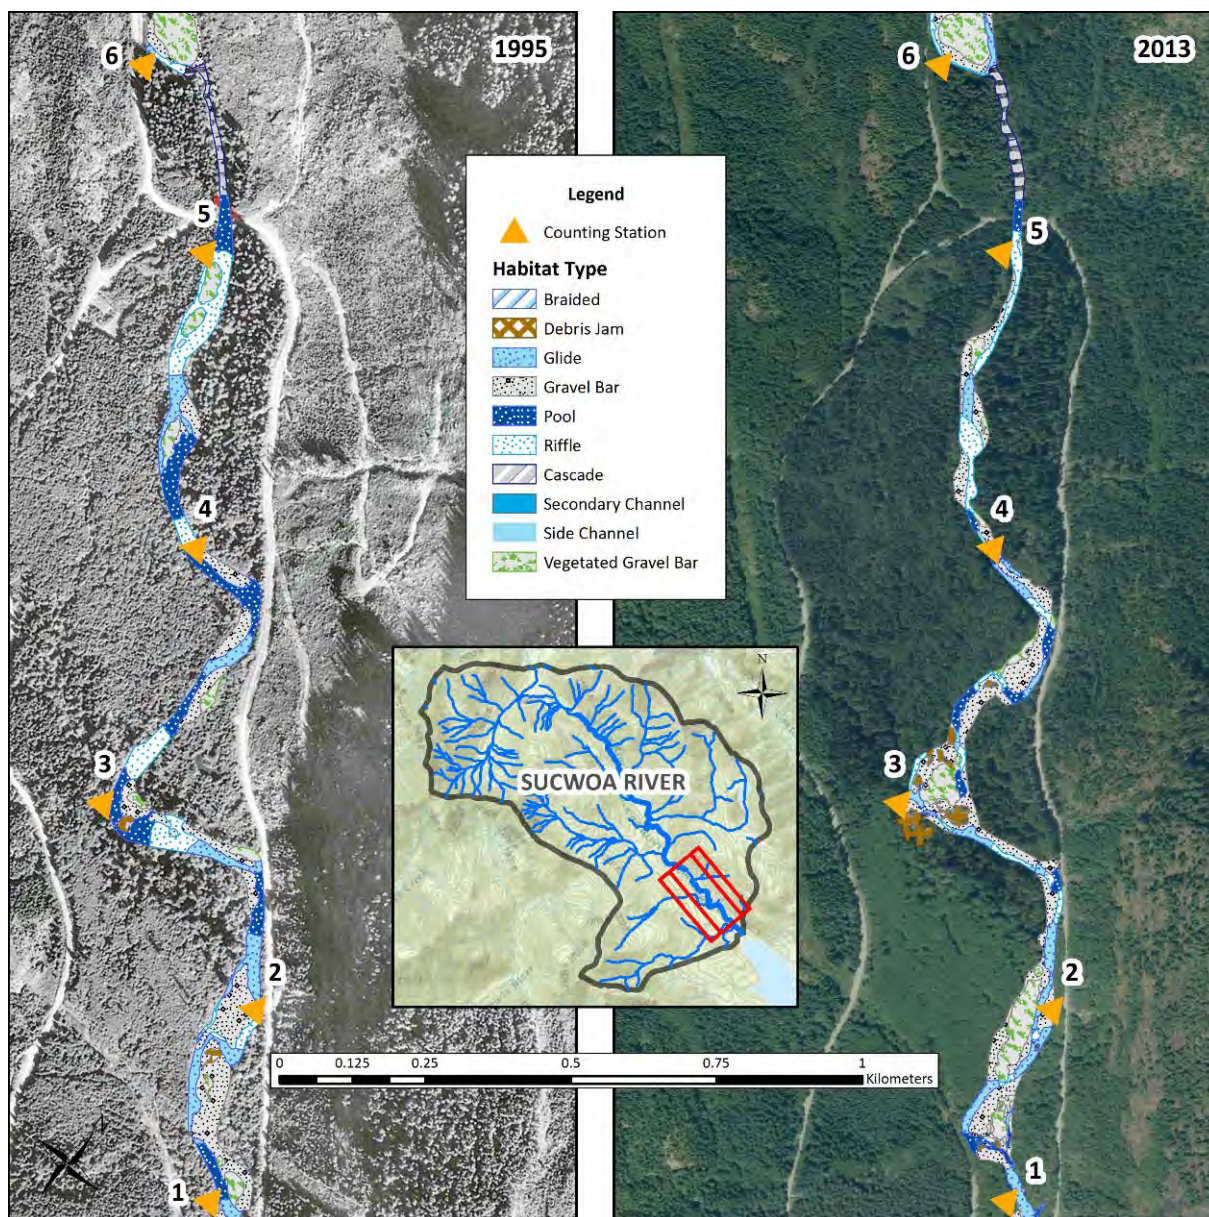 1995
6
5
4
3
2
1
N
2013
6
5
4
3
2
1
Legend
Counting Station
Habitat Type
Braided
Debris Jam
Glide
Gravel Bar
Pool
Riffle
Cascade
Secondary Channel
Side Channel
Vegetated Gravel Bar
N
SUCWOA RIVER
0 0.125 0.25 0.5 0.75 1
Kilometers